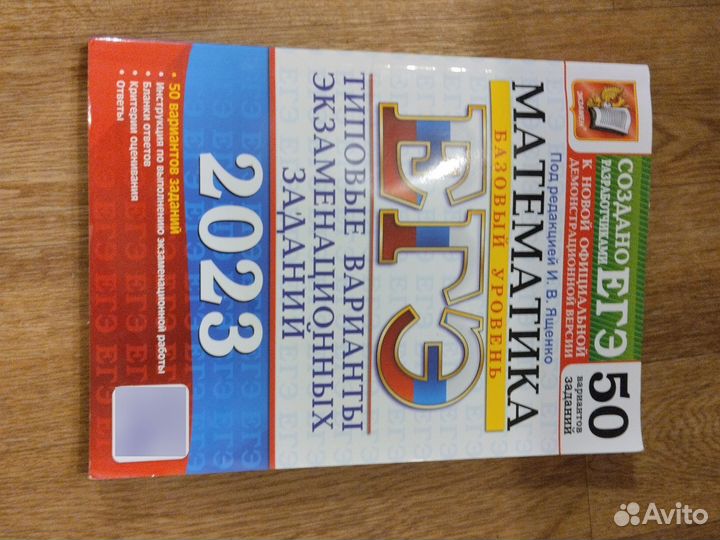 ЭКЗАМЕН
СОЗДАНО
РАЗРАБОТЧИКАМИ
ЕГЭ
К НОВОЙ ОФИЦИАЛЬНОЙ
ДЕМОНСТРАЦИОННОЙ ВЕРСИИ
50
вариантов
заданий
Под редакцией И. В. Ященко
МАТЕМАТИКА
БАЗОВЫЙ УРОВЕНЬ
ЕГЭ
ТИПОВЫЕ ВАРИАНТЫ
ЭКЗАМЕНАЦИОННЫХ
ЗАДАНИЙ
2023
• 50 вариантов заданий
• Инструкция по выполнению экзаменационной работы
• Бланки ответов
• Критерии оценивания
• Ответы
Avito